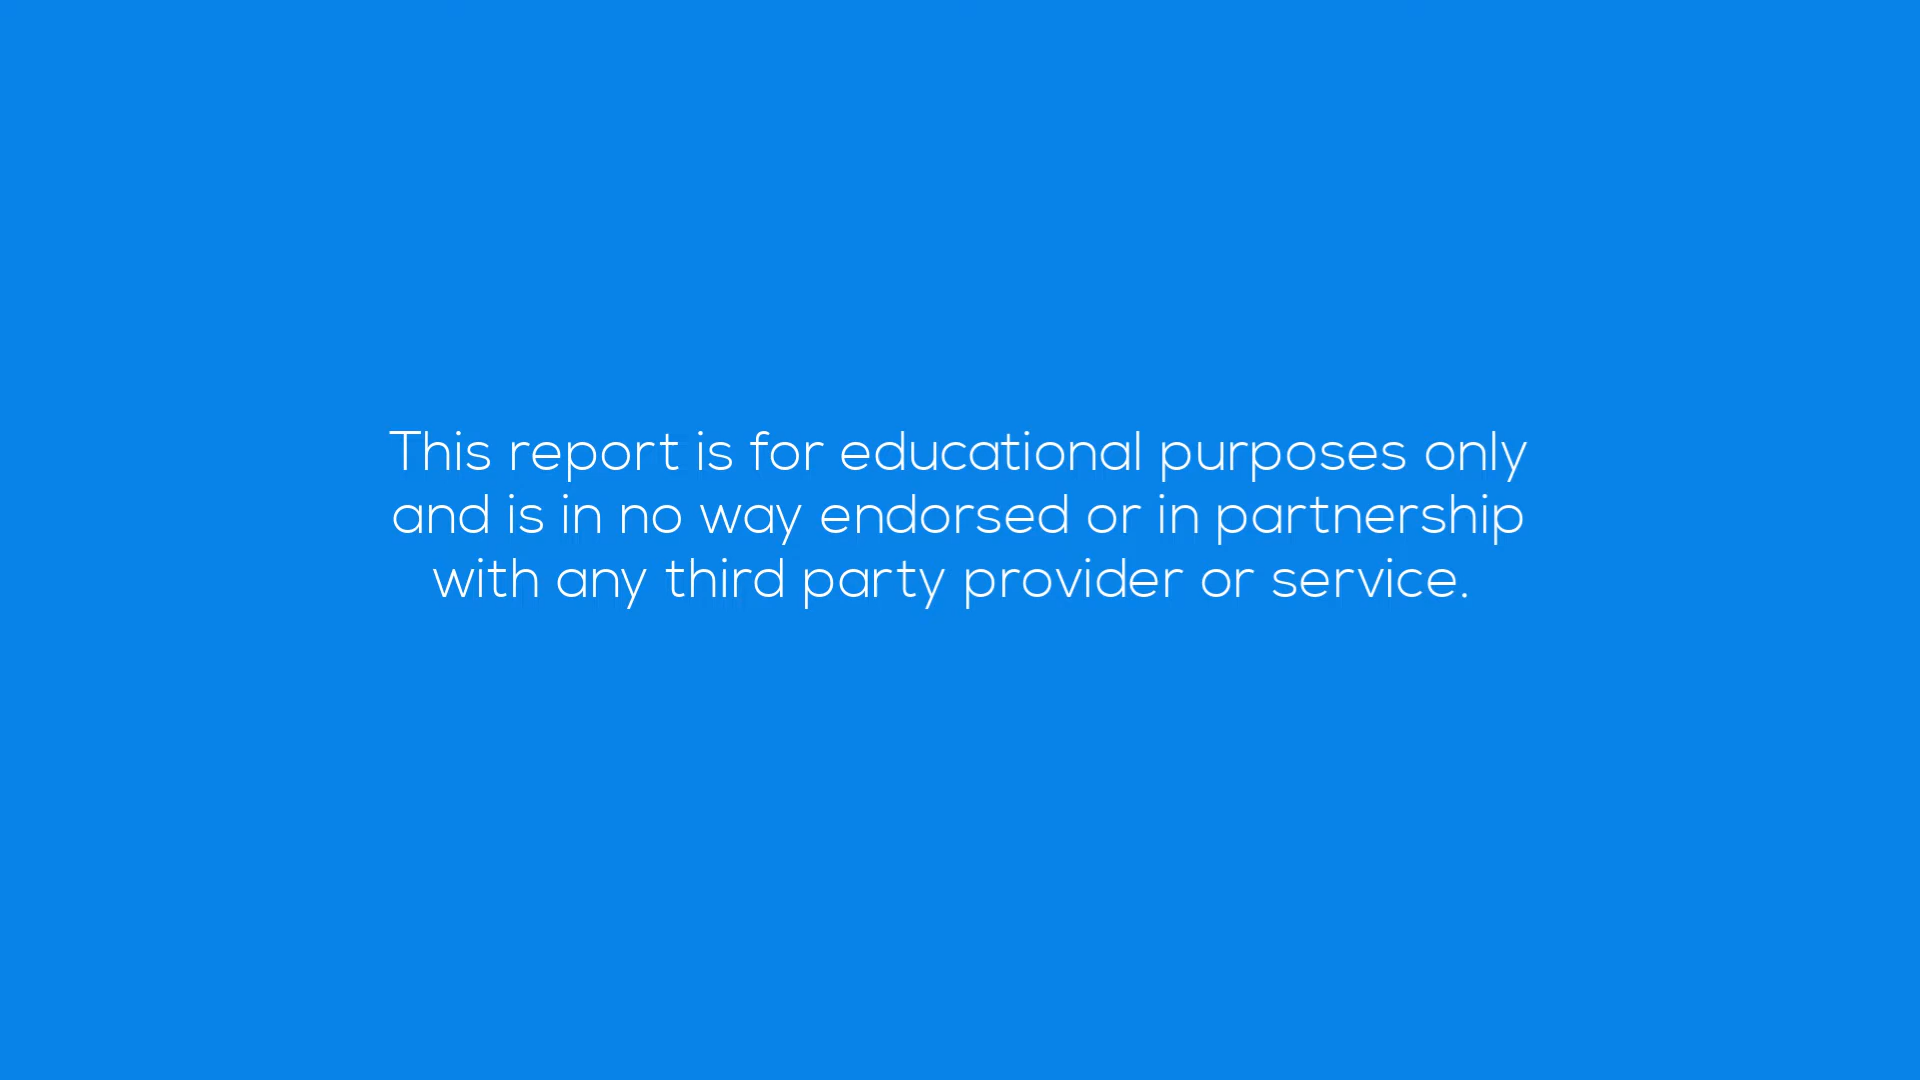 This report is for educational purposes only
and is in no way endorsed or in partnership
with any third party provider or service.